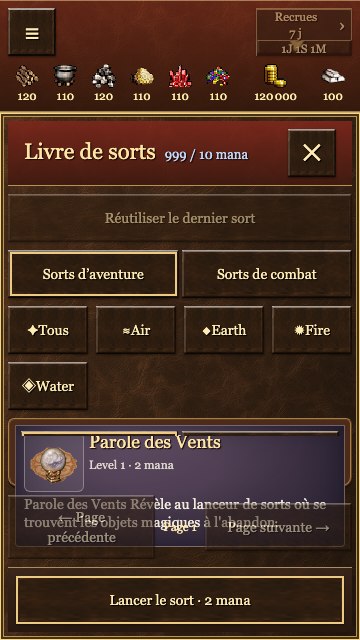 Recrues
7 j
1J 1S 1M
120 110 120 110 110 110 120 000 100
Livre de sorts 999 / 10 mana
Réutiliser le dernier sort
Sorts d'aventure Sorts de combat
Tous Air Earth Fire
Water
Parole des Vents
Level 1 · 2 mana
Parole des Vents Révèle au lanceur de sorts où se
trouvent les objets magiques à l'abandon.
← Page précédente
Page 1
Page suivante →
Lancer le sort · 2 mana